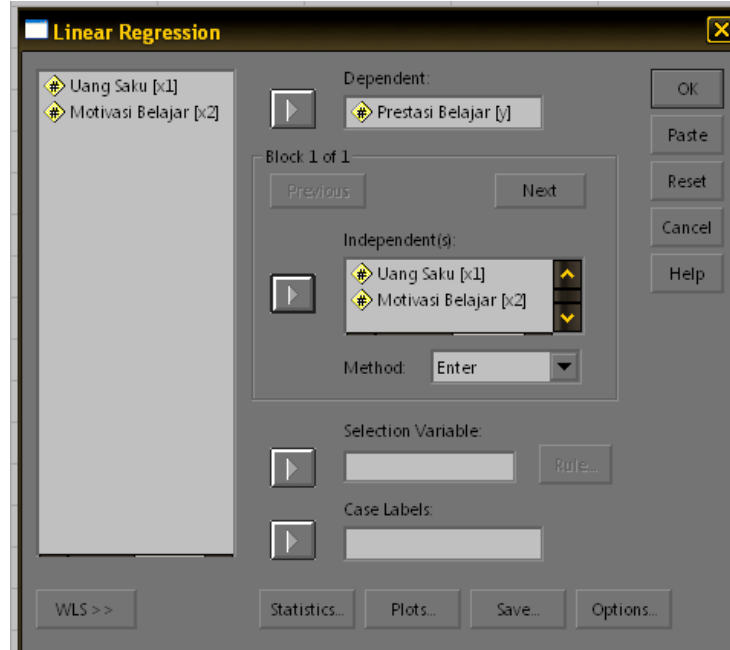 Linear Regression
Uang Saku [x1]
Motivasi Belajar [x2]
Dependent:
Prestasi Belajar [y]
Block 1 of 1
Previous
Next
Independent(s):
Uang Saku [x1]
Motivasi Belajar [x2]
Method:
Enter
Selection Variable:
Rule...
Case Labels:
WLS >>
Statistics...
Plots...
Save...
Options...
OK
Paste
Reset
Cancel
Help